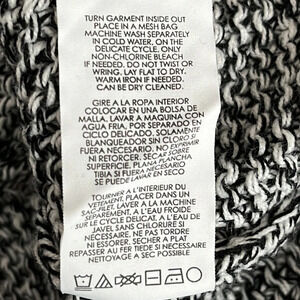 TURN GARMENT INSIDE OUT
PLACE IN A MESH BAG
MACHINE WASH SEPARATELY
IN COLD WATER, ON THE
DELICATE CYCLE. ONLY
NON-CHLORINE BLEACH
IF NEEDED. DO NOT TWIST OR
WRING, LAY FLAT TO DRY.
WARM IRON IF NEEDED.
CAN BE DRY CLEANED.
GIRE A LA ROPA INTERIOR
COLOCAR EN UNA BOLSA DE
MALLA. LAVAR A MAQUINA CON
AGUA FRIA, POR SEPARADO EN
CICLO DELICADO. SOLAMENTE
BLANQUEADOR SIN CLORO SI
FUERA NECESARIO. NO EXPRIMIR
NI RETORCER. SECAR SOBRE
SUPERFICIE PLANA. PLANCHA
TIBIA SI FUERA NECESARIO
SE PUEDE LAVAR EN SECO
TOURNER A L'INTERIEUR DU
VETEMENT, PLACER DANS UN
SAC-FILET. LAVER A LA MACHINE
SEPAREMENT. A L'EAU FROIDE
SUR LE CYCLE DELICAT. EAU DE
JAVEL SANS CHLORURE SI
NECESSAIRE. NE PAS TORDRE
NI ESSORER. SECHER A PLAT
REPASSER AU FER TIEDE SI NECESSAIRE
NETTOYAGE A SEC POSSIBLE